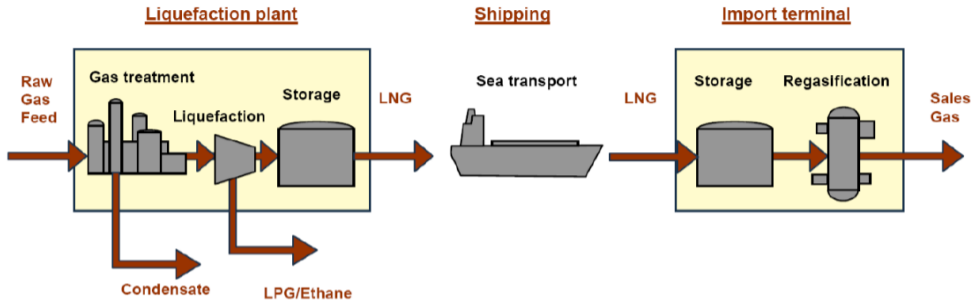 Liquefaction plant
Shipping
Import terminal
Raw
Gas
Feed
Gas treatment
Liquefaction
Storage
LNG
Sea transport
LNG
Storage
Regasification
Sales
Gas
Condensate
LPG/Ethane